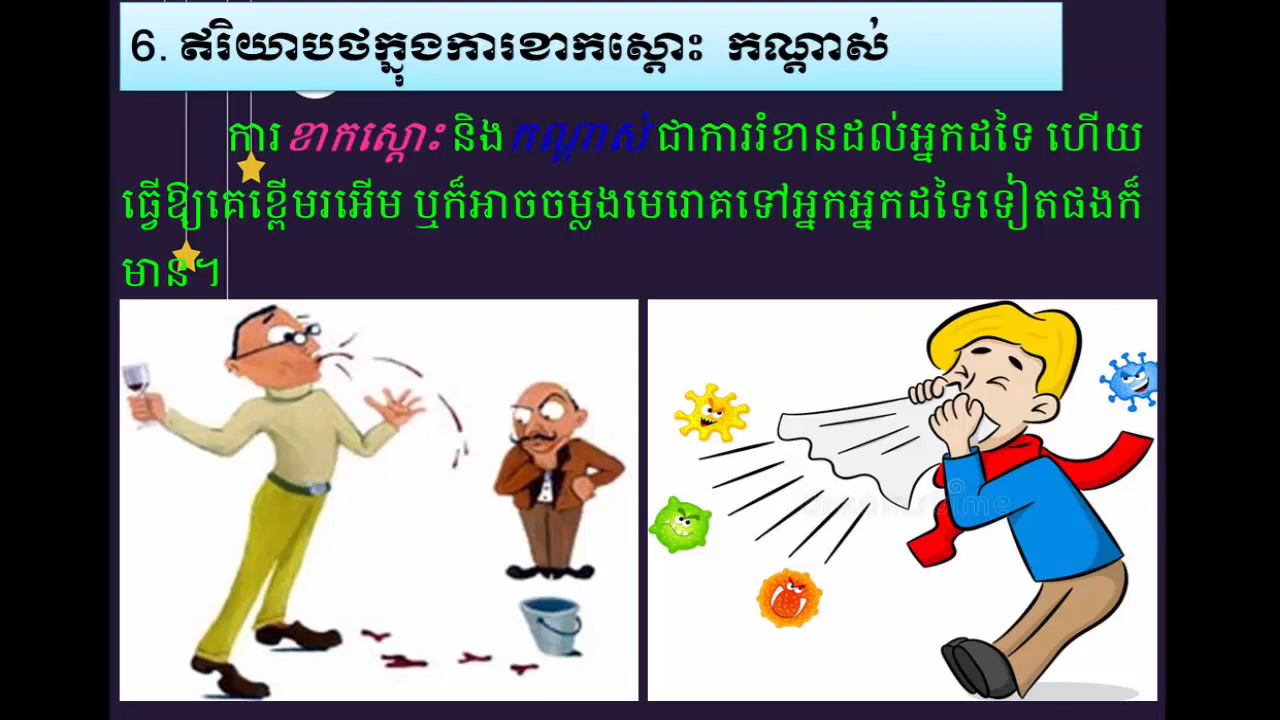 6. ឥរិយាបថក្នុងការខាកស្ដោះ កណ្ដាស់
ការខាកស្ដោះ និងកណ្ដាស់ ជាការរំខានដល់អ្នកដទៃ ហើយ
ធ្វើឱ្យគេខ្ពើមរអើម ឬក៏អាចចម្លងមេរោគទៅអ្នកអ្នកដទៃទៀតផងក៏
មាន។